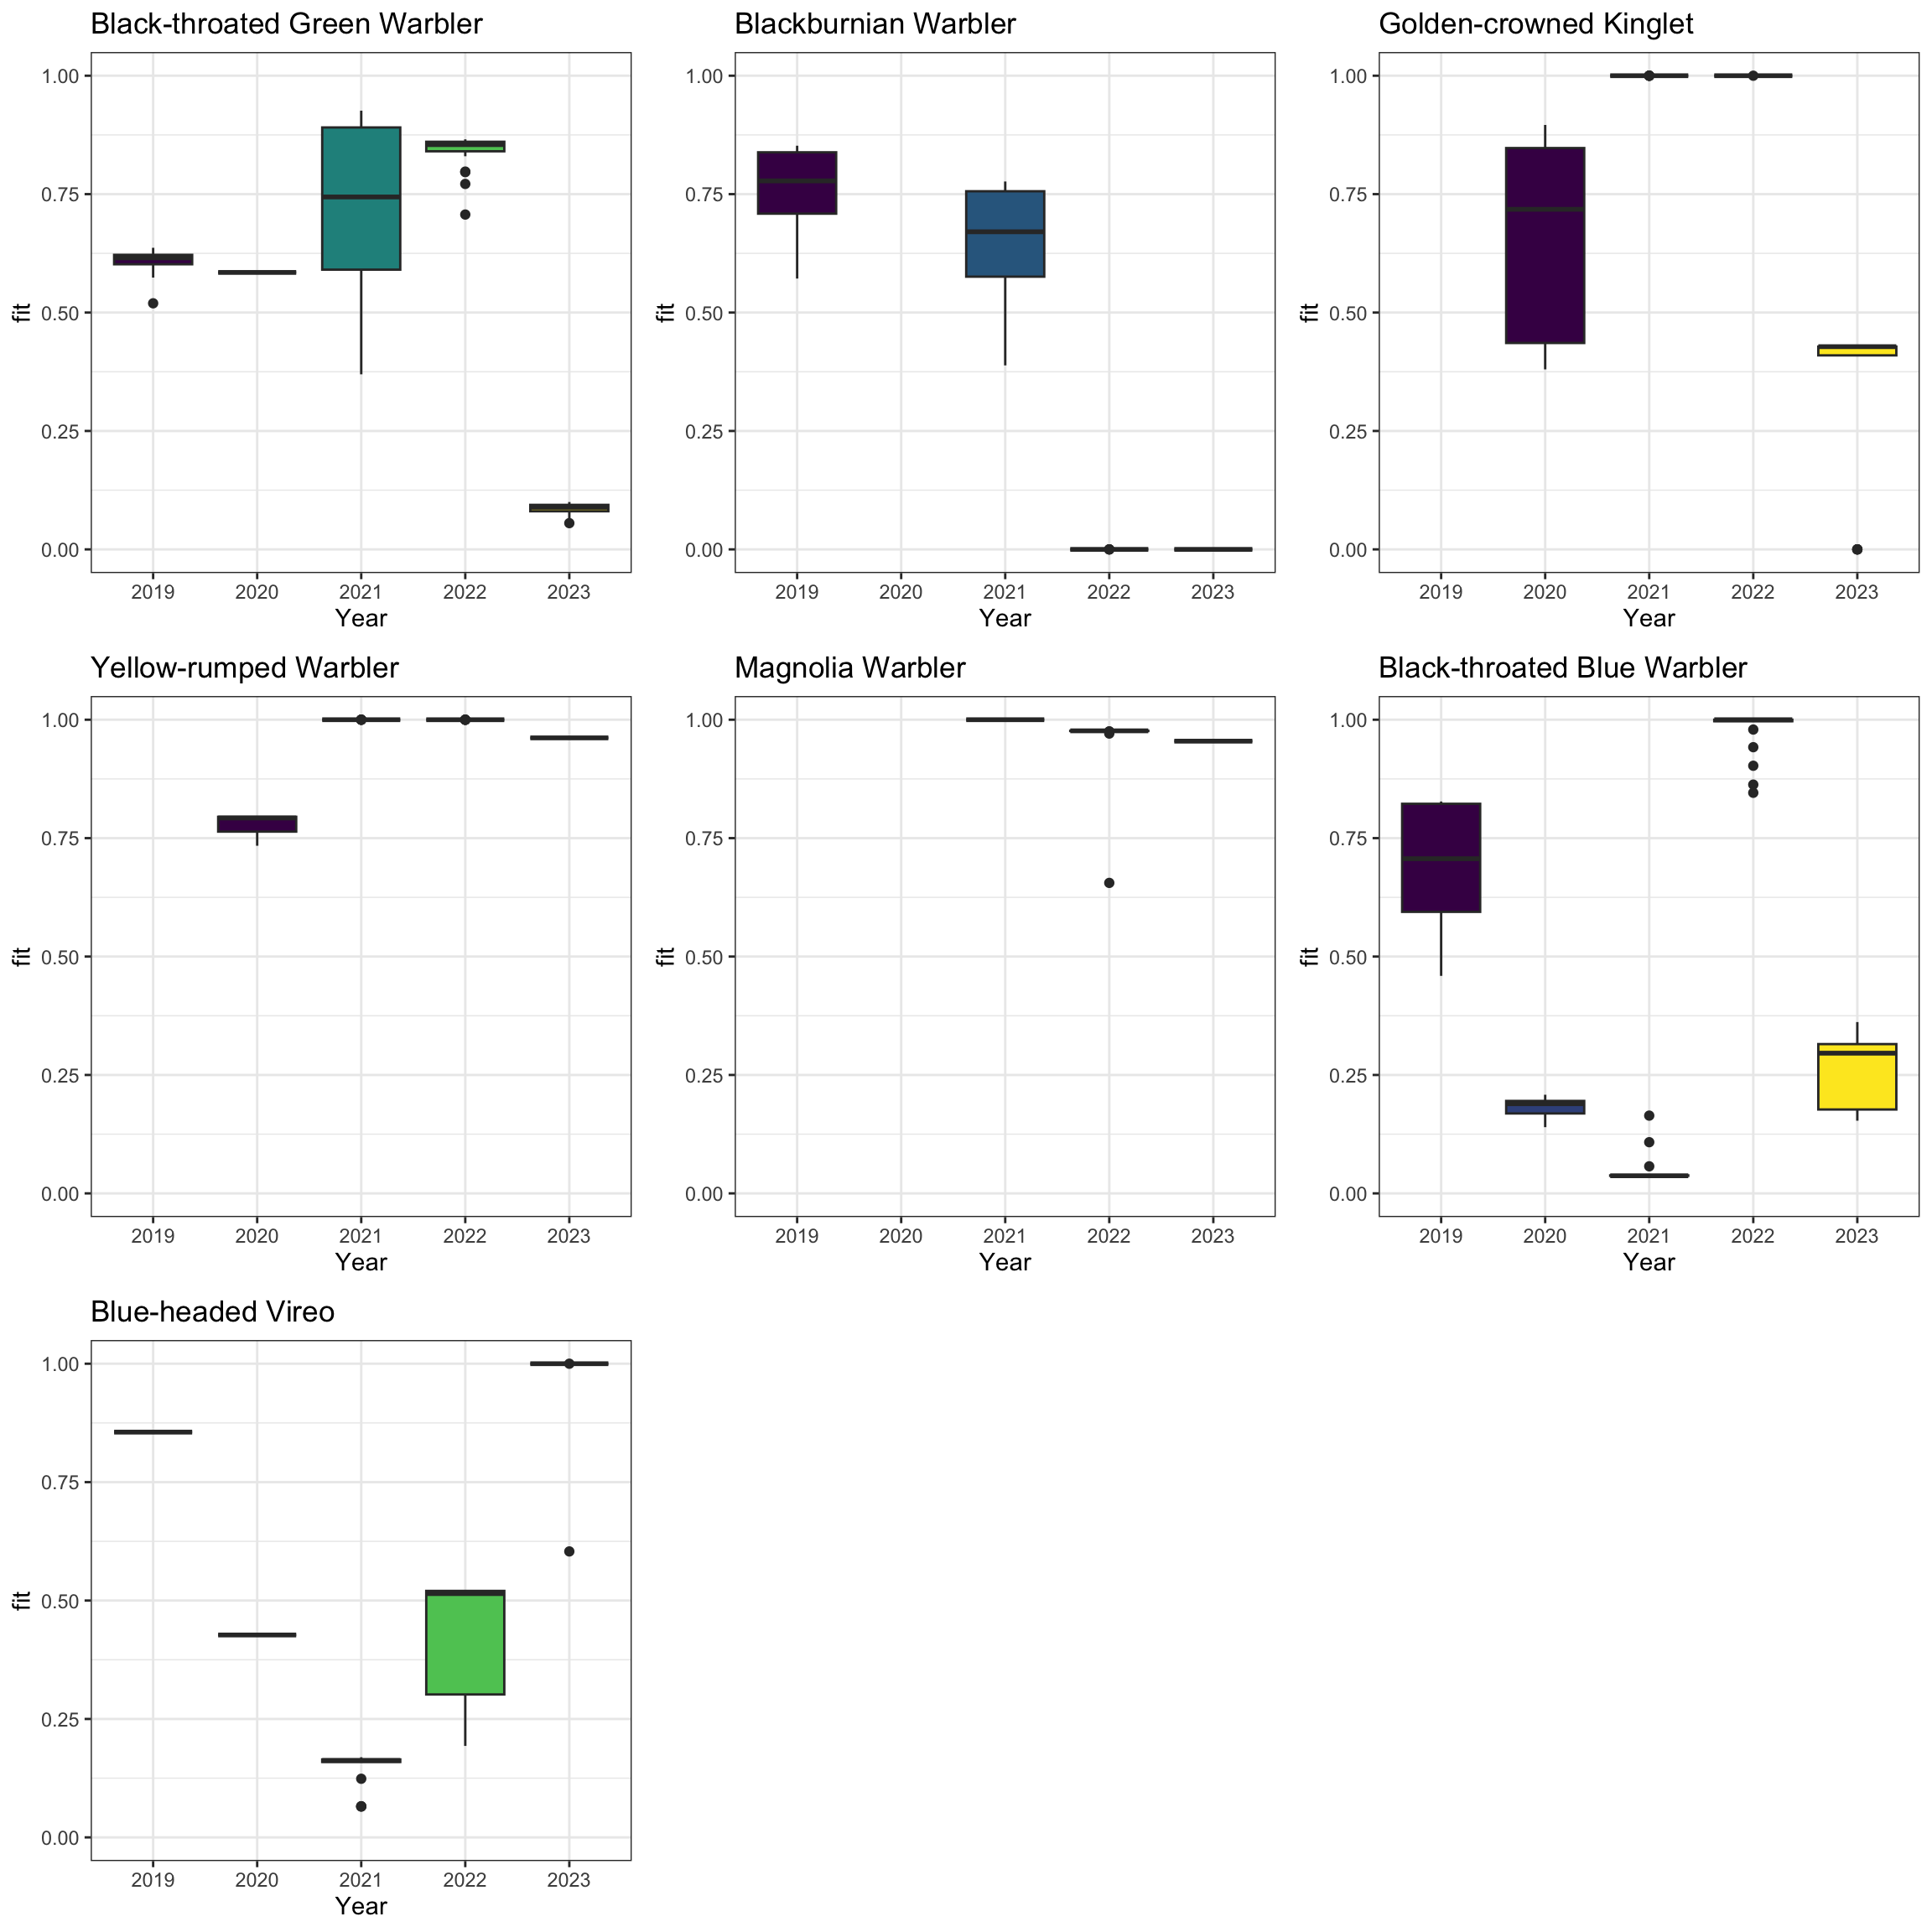 Black-throated Green Warbler
1.00
0.75
0.50
0.25
0.00
fit
2019 2020 2021 2022 2023
Year
Blackburnian Warbler
1.00
0.75
0.50
0.25
0.00
fit
2019 2020 2021 2022 2023
Year
Golden-crowned Kinglet
1.00
0.75
0.50
0.25
0.00
fit
2019 2020 2021 2022 2023
Year
Yellow-rumped Warbler
1.00
0.75
0.50
0.25
0.00
fit
2019 2020 2021 2022 2023
Year
Magnolia Warbler
1.00
0.75
0.50
0.25
0.00
fit
2019 2020 2021 2022 2023
Year
Black-throated Blue Warbler
1.00
0.75
0.50
0.25
0.00
fit
2019 2020 2021 2022 2023
Year
Blue-headed Vireo
1.00
0.75
0.50
0.25
0.00
fit
2019 2020 2021 2022 2023
Year